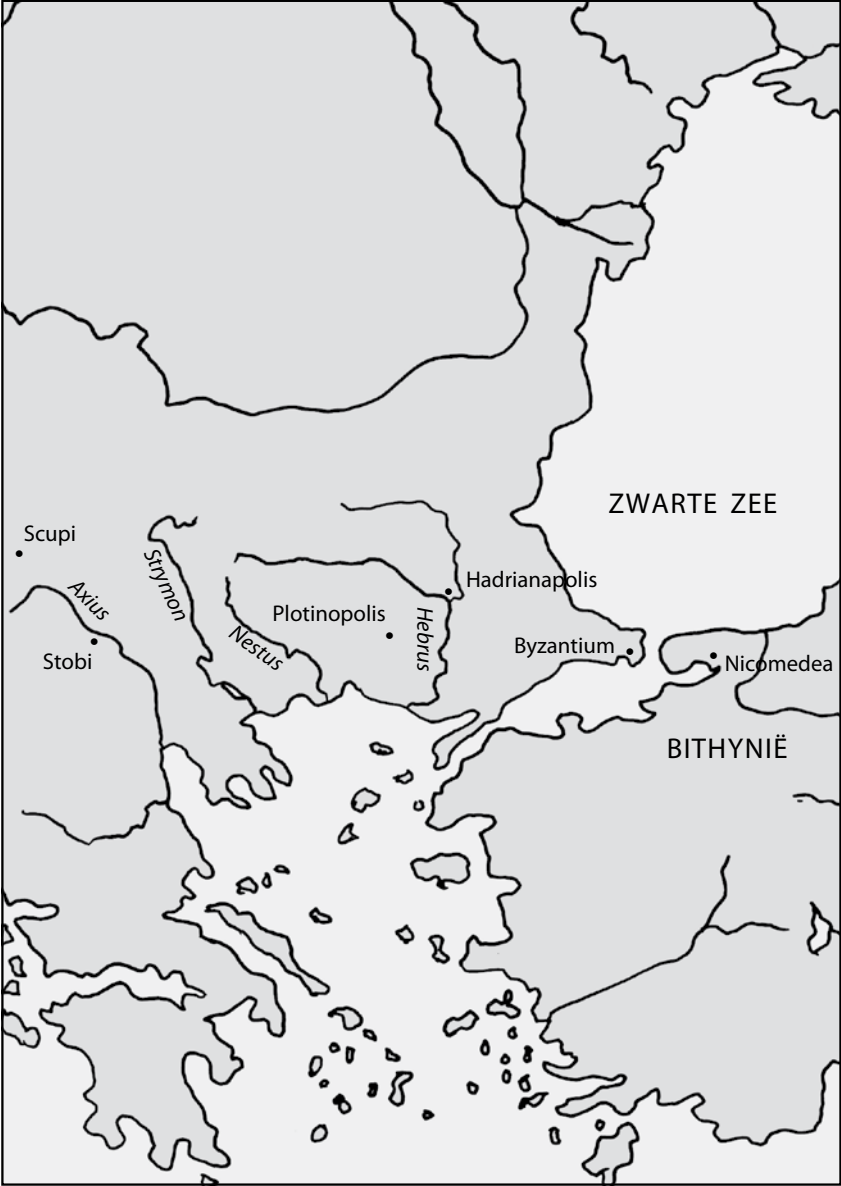 ZWARTE ZEE
Scupi
Strymon
Hadrianapolis
Axius
Plotinopolis
Hebrus
Nestus
Byzantium
Stobi
Nicomedea
BITHYNIË